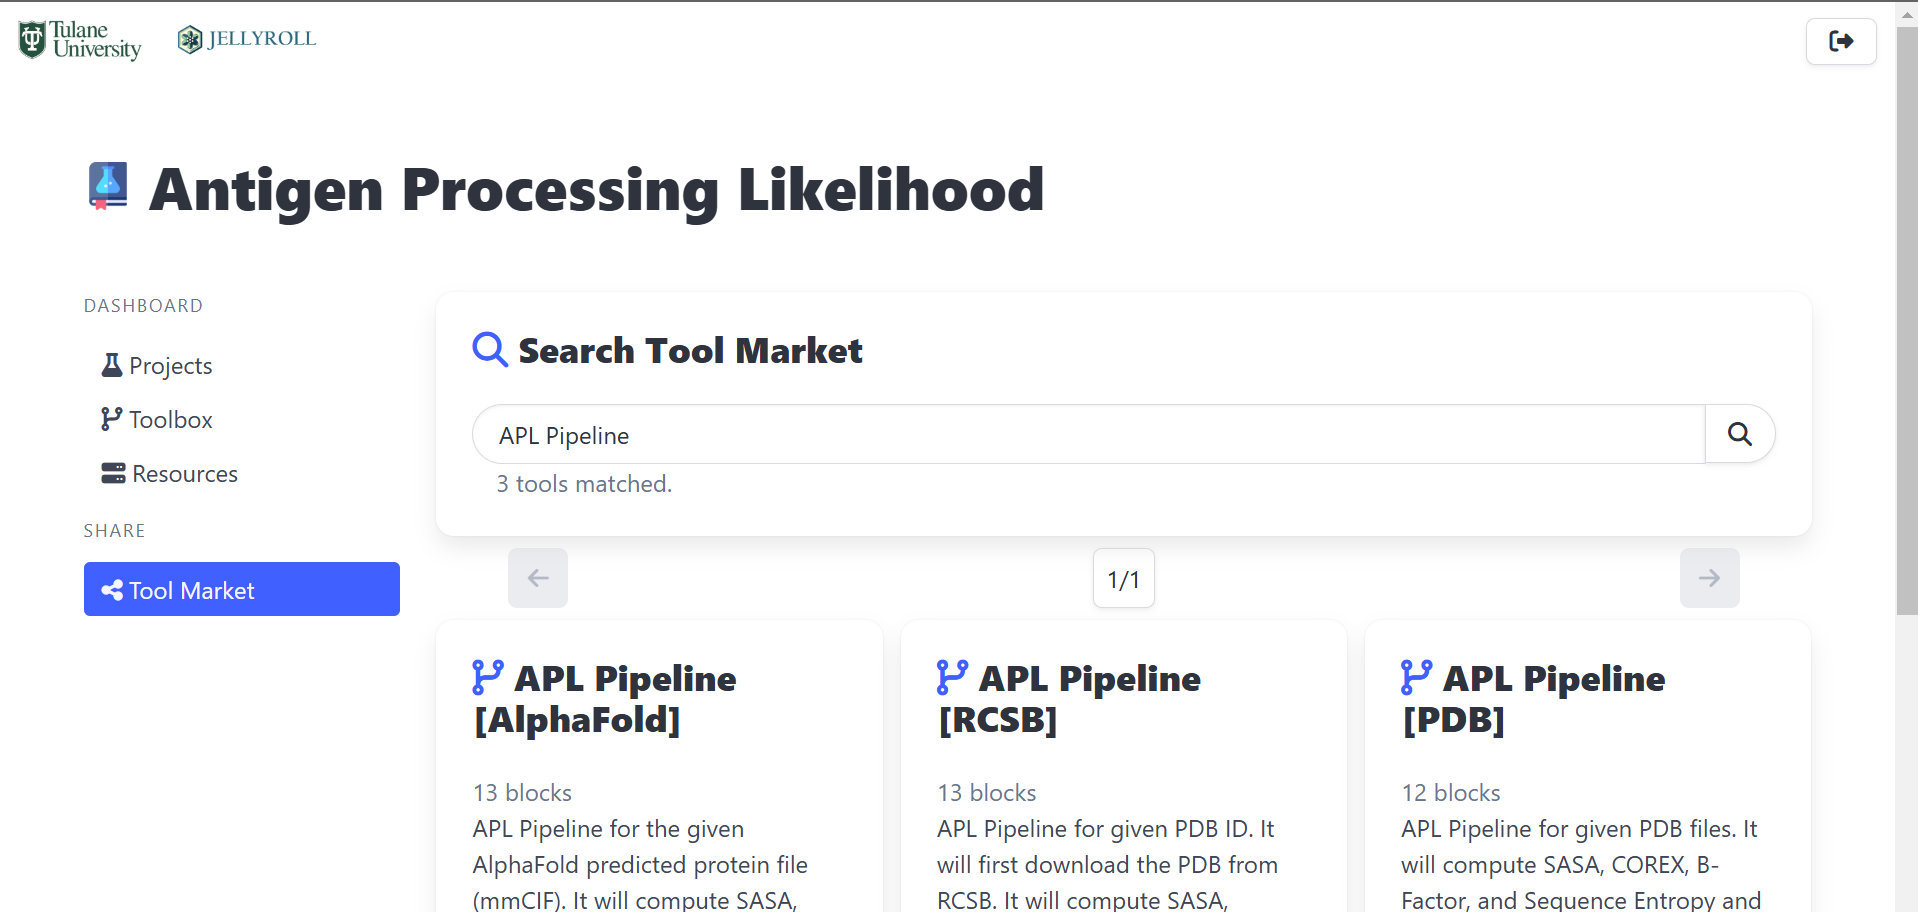 Tulane
University
JELLYROLL
Antigen Processing Likelihood
DASHBOARD
Projects
Toolbox
Resources
SHARE
Tool Market
Search Tool Market
APL Pipeline
3 tools matched.
1/1
APL Pipeline
[AlphaFold]
13 blocks
APL Pipeline for the given
AlphaFold predicted protein file
(mmCIF). It will compute SASA,
APL Pipeline
[RCSB]
13 blocks
APL Pipeline for given PDB ID. It
will first download the PDB from
RCSB. It will compute SASA,
APL Pipeline
[PDB]
12 blocks
APL Pipeline for given PDB files. It
will compute SASA, COREX, B-
Factor, and Sequence Entropy and